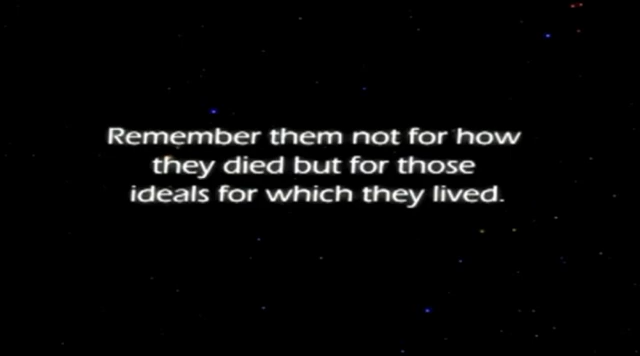 Remember them not for how
they died but for those
ideals for which they lived.